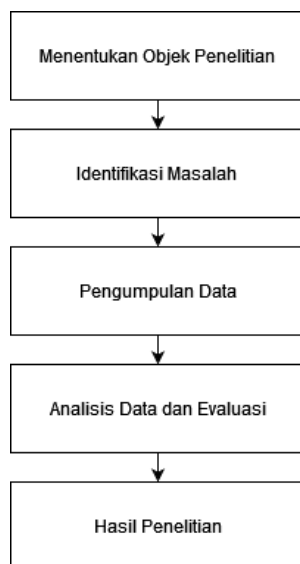 Menentukan Objek Penelitian
Identifikasi Masalah
Pengumpulan Data
Analisis Data dan Evaluasi
Hasil Penelitian